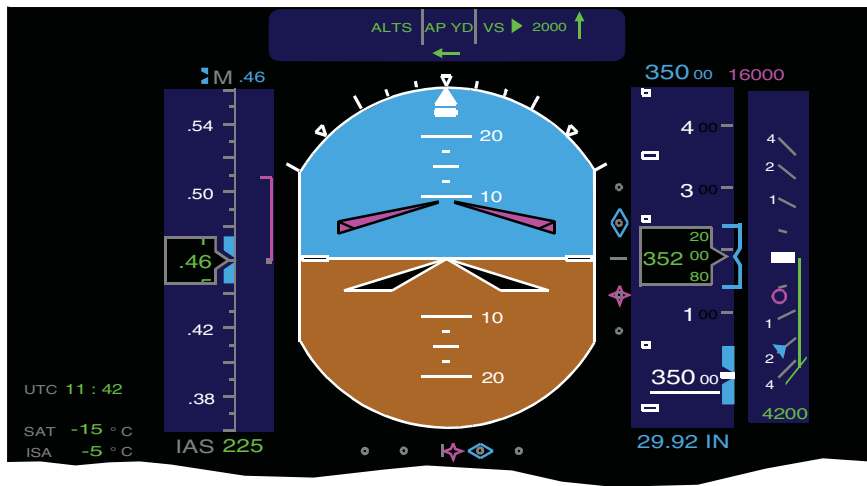 ALTS AP YD VS 2000
M .46
.54
.50
.46
.42
.38
IAS 225
UTC 11 : 42
SAT -15 ° C
ISA -5 ° C
20
10
10
20
350 00 16000
4 00
3 00
20
352 00
80
1 00
350 00
29.92 IN
4
2
1
1
2
4
4200